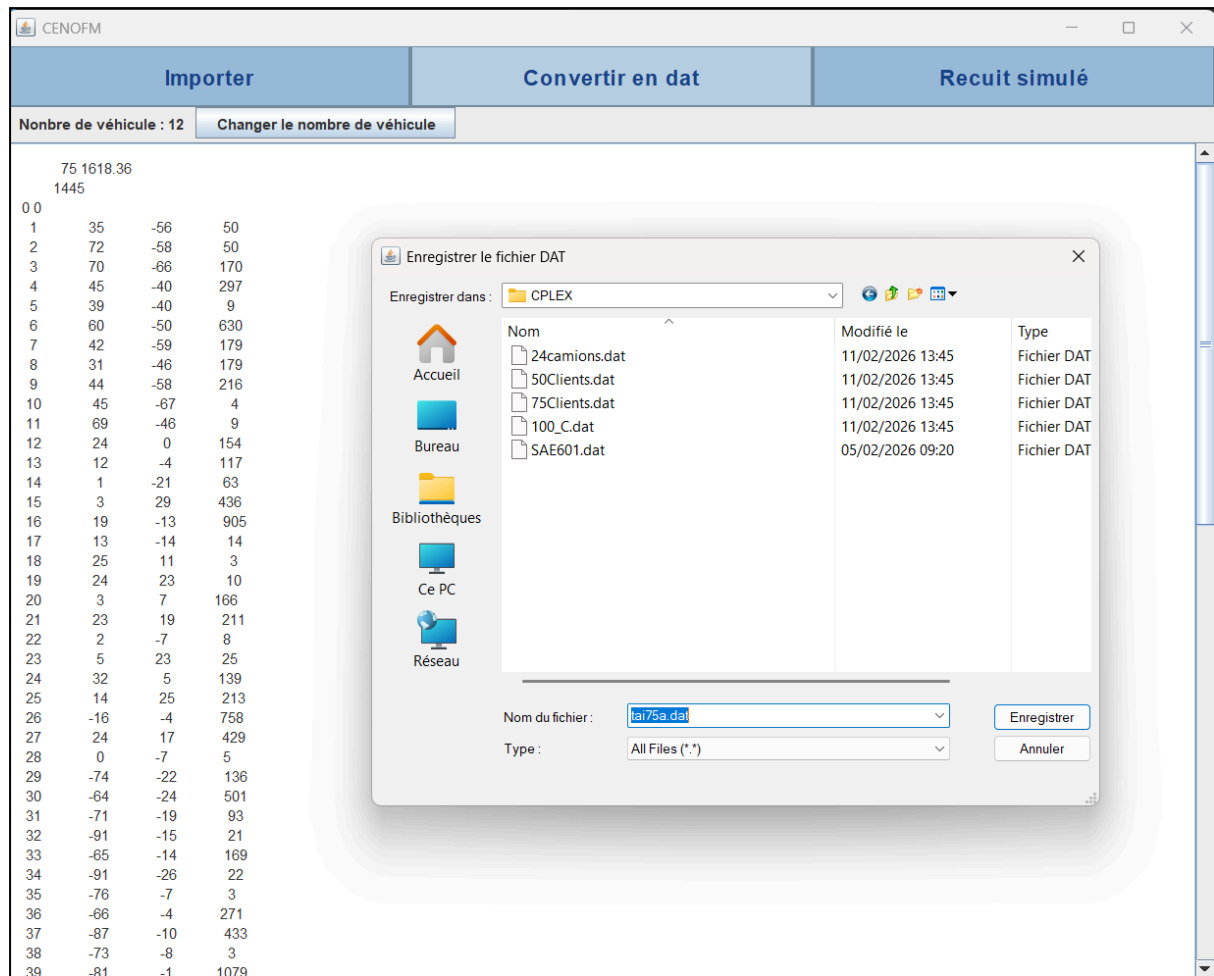 CENOFM
Importer
Convertir en dat
Recuit simulé
Nonbre de véhicule : 12
Changer le nombre de véhicule
75 1618.36
1445
0 0
1 35 -56 50
2 72 -58 50
3 70 -66 170
4 45 -40 297
5 39 -40 9
6 60 -50 630
7 42 -59 179
8 31 -46 179
9 44 -58 216
10 45 -67 4
11 69 -46 9
12 24 0 154
13 12 -4 117
14 1 -21 63
15 3 29 436
16 19 -13 905
17 13 -14 14
18 25 11 3
19 24 23 10
20 3 7 166
21 23 19 211
22 2 -7 8
23 5 23 25
24 32 5 139
25 14 25 213
26 -16 -4 758
27 24 17 429
28 0 -7 5
29 -74 -22 136
30 -64 -24 501
31 -71 -19 93
32 -91 -15 21
33 -65 -14 169
34 -91 -26 22
35 -76 -7 3
36 -66 -4 271
37 -87 -10 433
38 -73 -8 3
39 -81 -1 1079
Enregistrer le fichier DAT
Enregistrer dans :
CPLEX
Accueil
Bureau
Bibliothèques
Ce PC
Réseau
Nom Modifié le Type
24camions.dat 11/02/2026 13:45 Fichier DAT
50Clients.dat 11/02/2026 13:45 Fichier DAT
75Clients.dat 11/02/2026 13:45 Fichier DAT
100_C.dat 11/02/2026 13:45 Fichier DAT
SAE601.dat 05/02/2026 09:20 Fichier DAT
Nom du fichier : tai75a.dat Enregistrer
Type : All Files (*.*) Annuler